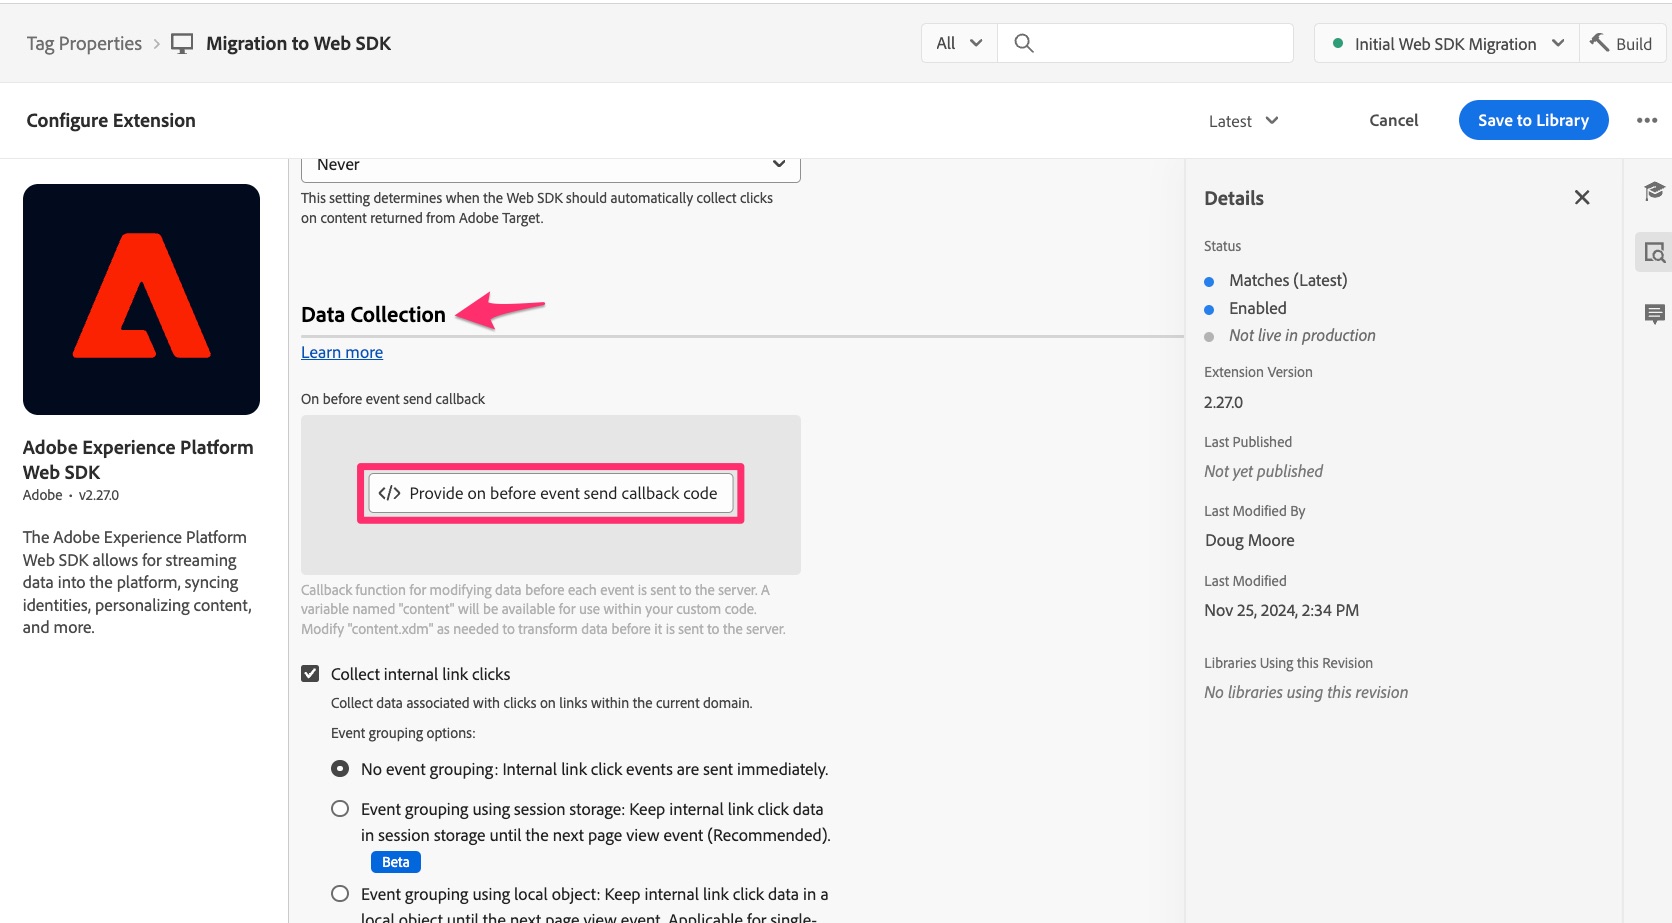 Tag Properties > Migration to Web SDK
All
Initial Web SDK Migration
Build
Configure Extension
Latest
Cancel
Save to Library
Adobe Experience Platform
Web SDK
Adobe • v2.27.0
The Adobe Experience Platform
Web SDK allows for streaming
data into the platform, syncing
identities, personalizing content,
and more.
Never
This setting determines when the Web SDK should automatically collect clicks
on content returned from Adobe Target.
Data Collection
Learn more
On before event send callback
</> Provide on before event send callback code
Callback function for modifying data before each event is sent to the server. A
variable named "content" will be available for use within your custom code.
Modify "content.xdm" as needed to transform data before it is sent to the server.
Collect internal link clicks
Collect data associated with clicks on links within the current domain.
Event grouping options:
No event grouping: Internal link click events are sent immediately.
Event grouping using session storage: Keep internal link click data
in session storage until the next page view event (Recommended).
Beta
Event grouping using local object: Keep internal link click data in a
local object until the next page view event. Applicable for single-
Details
Status
Matches (Latest)
Enabled
Not live in production
Extension Version
2.27.0
Last Published
Not yet published
Last Modified By
Doug Moore
Last Modified
Nov 25, 2024, 2:34 PM
Libraries Using this Revision
No libraries using this revision